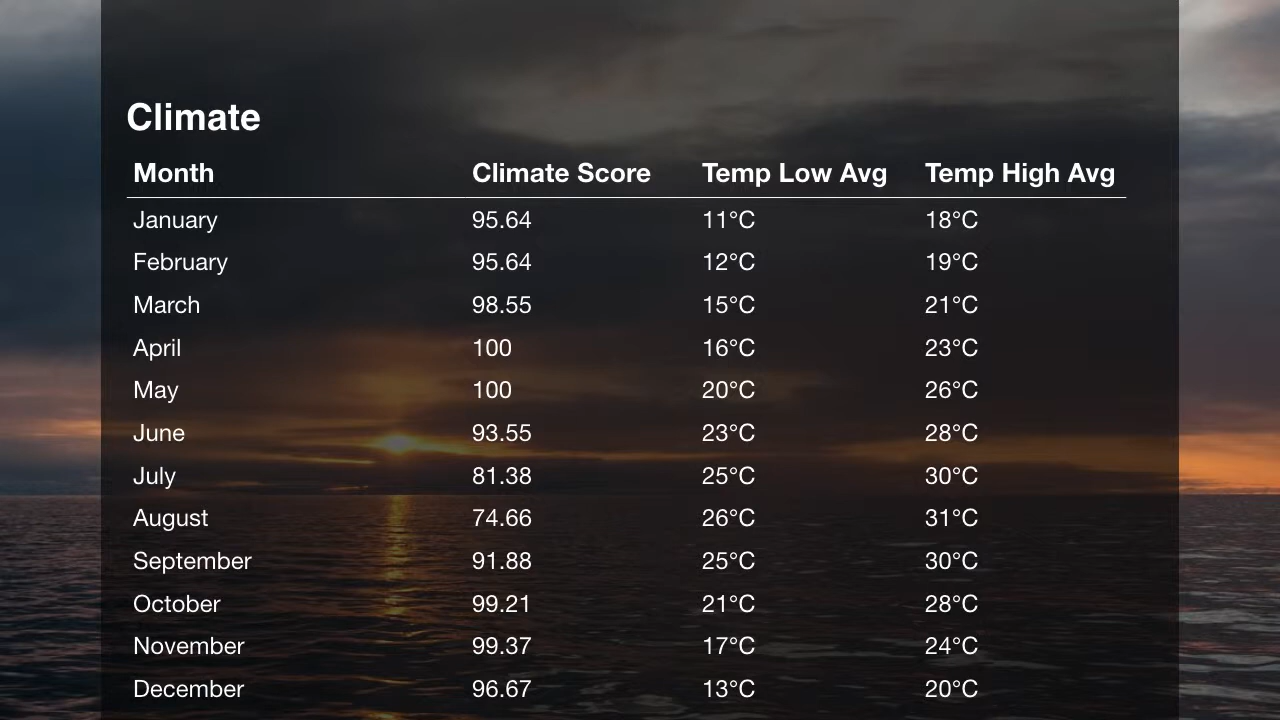 Climate
Month Climate Score Temp Low Avg Temp High Avg
January 95.64 11°C 18°C
February 95.64 12°C 19°C
March 98.55 15°C 21°C
April 100 16°C 23°C
May 100 20°C 26°C
June 93.55 23°C 28°C
July 81.38 25°C 30°C
August 74.66 26°C 31°C
September 91.88 25°C 30°C
October 99.21 21°C 28°C
November 99.37 17°C 24°C
December 96.67 13°C 20°C